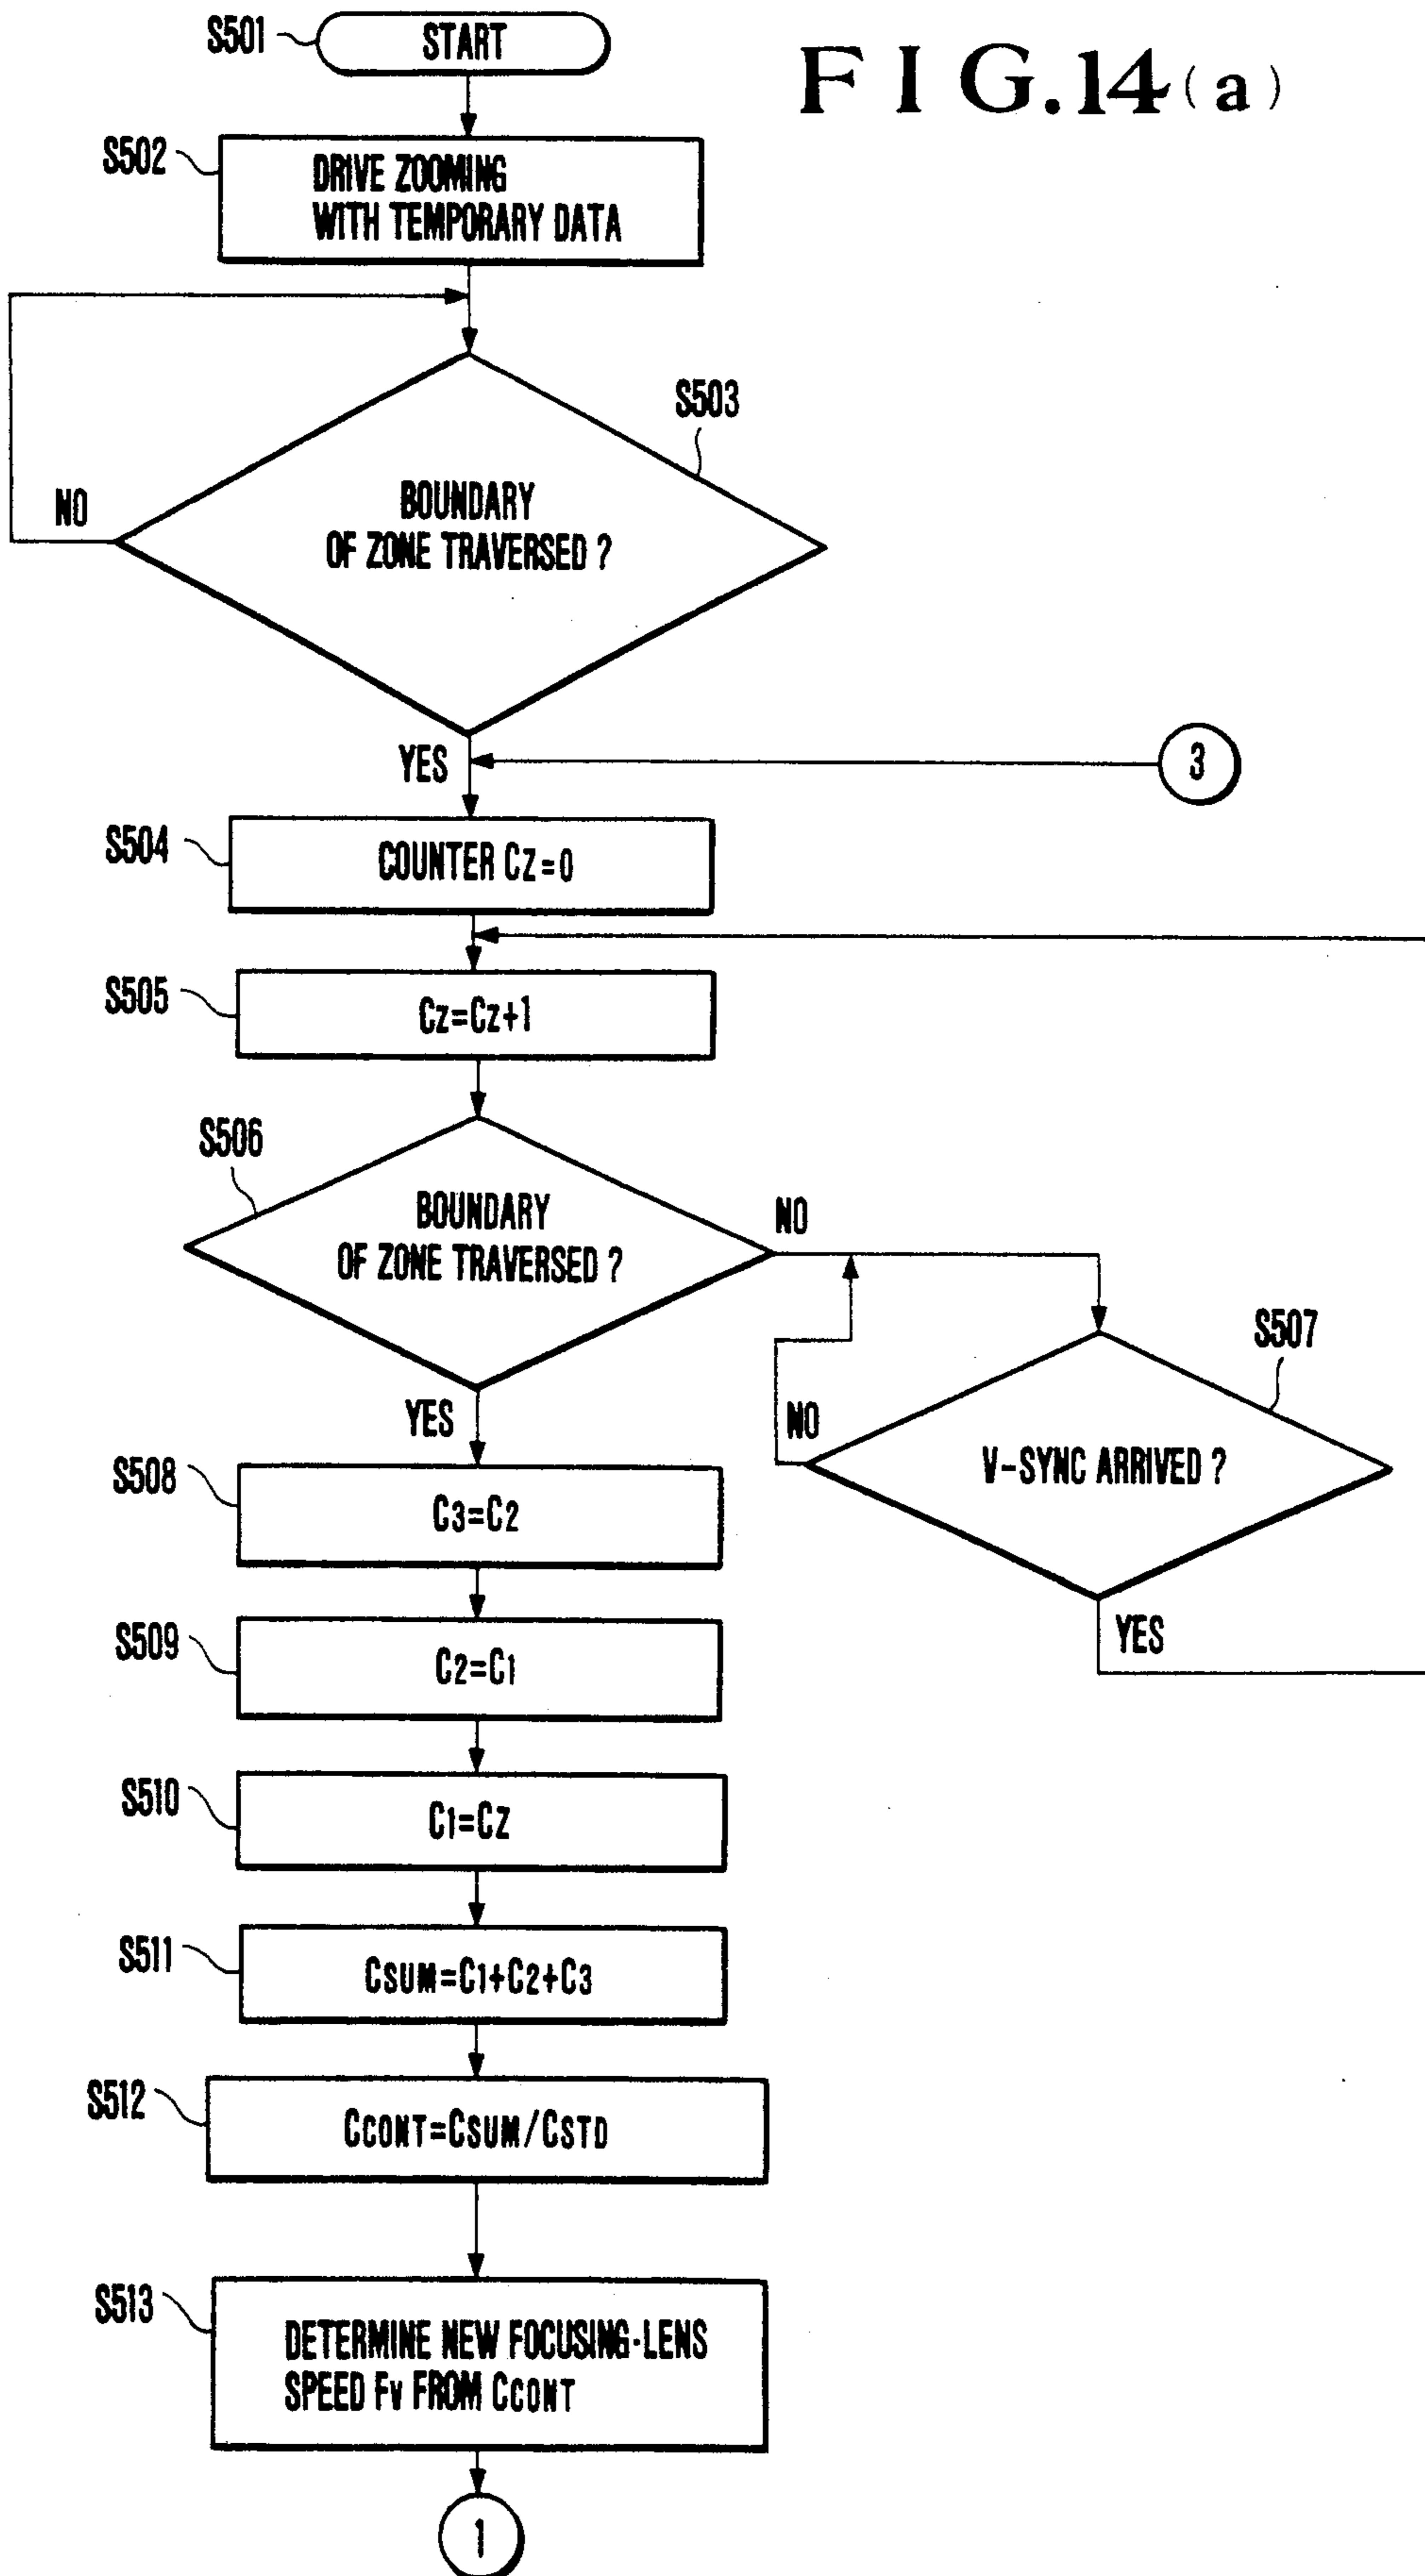 FIG.14(a)
S501
START
S502
DRIVE ZOOMING
WITH TEMPORARY DATA
S503
BOUNDARY
OF ZONE TRAVERSED ?
NO
YES
3
S504
COUNTER CZ=0
S505
CZ=CZ+1
S506
BOUNDARY
OF ZONE TRAVERSED ?
NO
YES
S507
V-SYNC ARRIVED ?
NO
YES
S508
C3=C2
S509
C2=C1
S510
C1=CZ
S511
CSUM=C1+C2+C3
S512
CCONT=CSUM/CSTD
S513
DETERMINE NEW FOCUSING-LENS
SPEED FV FROM CCONT
1